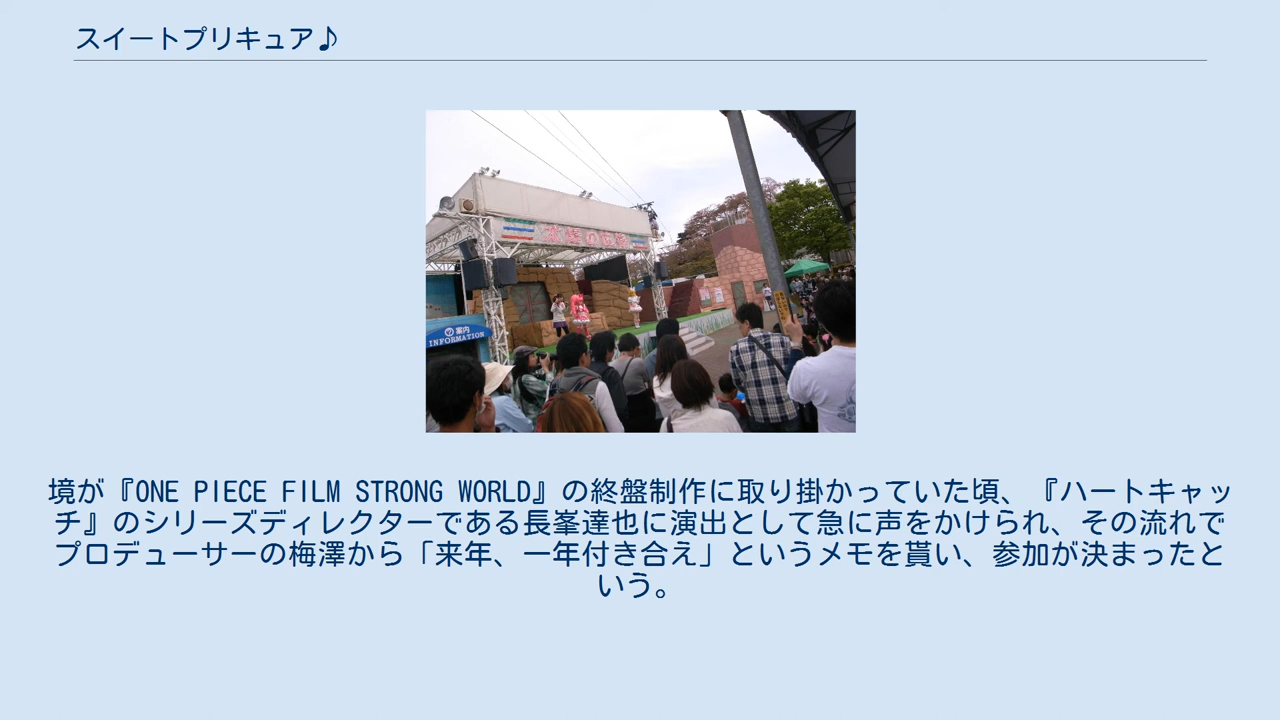 スイートプリキュア♪
案内
INFORMATION
境が『ONE PIECE FILM STRONG WORLD』の終盤制作に取り掛かっていた頃、『ハートキャッ
チ』のシリーズディレクターである長峯達也に演出として急に声をかけられ、その流れで
プロデューサーの梅澤から「来年、一年付き合え」というメモを貰い、参加が決まったと
いう。